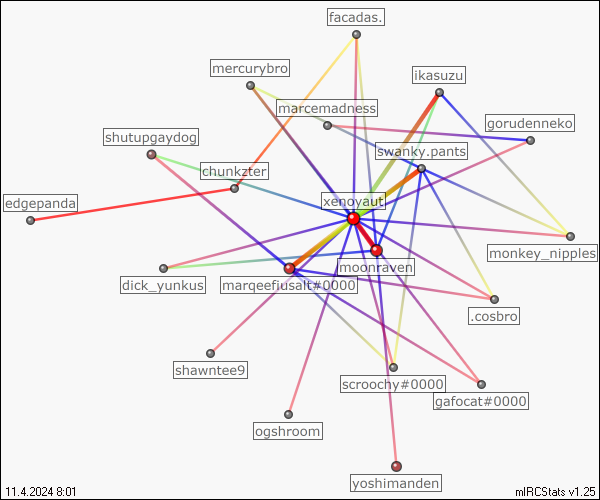 facadas.
mercurybro
ikasuzu
marcemadness
gorudenneko
shutupgaydog
swanky.pants
chunkzter
edgepanda
xenoyaut
monkey_nipples
moonraven
dick_yunkus
marqeefiusalt#0000
.cosbro
shawntee9
scroochy#0000
gafocat#0000
ogshroom
yoshimanden
11.4.2024 8:01
mIRCStats v1.25